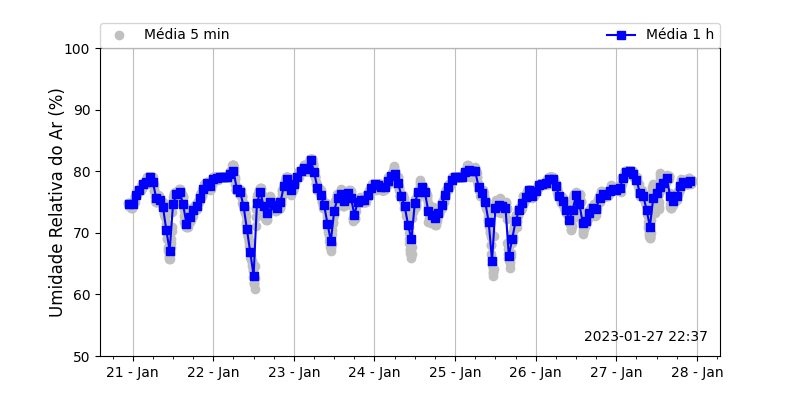 Média 5 min
Média 1 h
100
90
80
70
60
50
Umidade Relativa do Ar (%)
2023-01-27 22:37
21 - Jan
22 - Jan
23 - Jan
24 - Jan
25 - Jan
26 - Jan
27 - Jan
28 - Jan